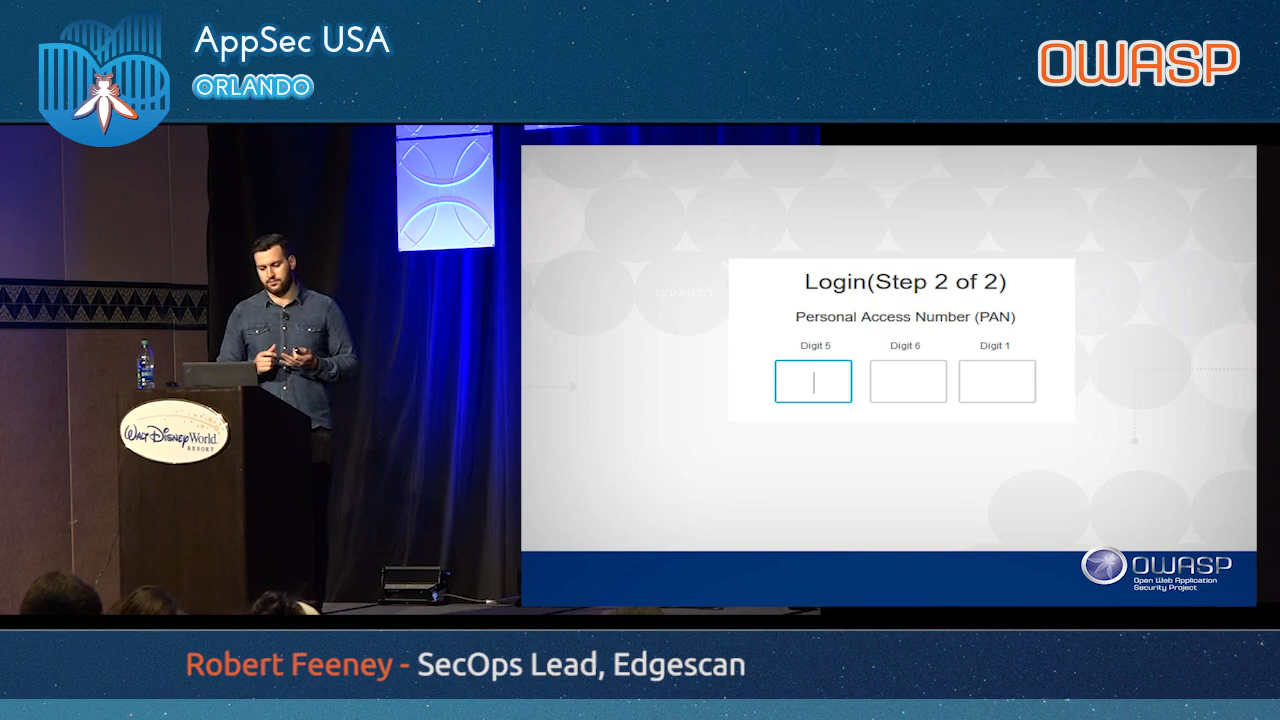 AppSec USA
ORLANDO
OWASP
Login(Step 2 of 2)
Personal Access Number (PAN)
Digit 5
Digit 6
Digit 1
WALT DISNEY World.
RESORT
OWASP
Open Web Application
Security Project
Robert Feeney - SecOps Lead, Edgescan